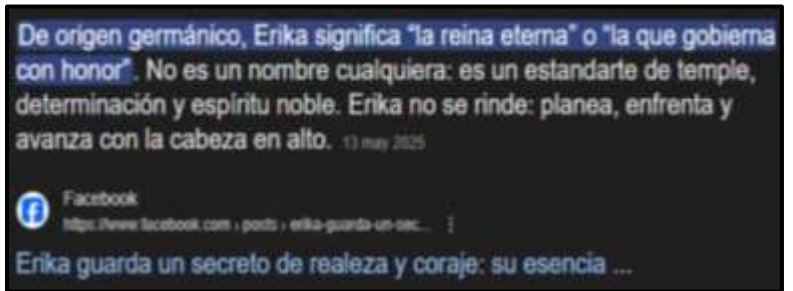 De origen germánico, Erika significa “la reina eterna” o “la que gobierna
con honor”. No es un nombre cualquiera: es un estandarte de temple,
determinación y espíritu noble. Erika no se rinde: planea, enfrenta y
avanza con la cabeza en alto. 13 may 2025
Facebook
https://www.facebook.com › posts › erika-guarda-un-sec...
Erika guarda un secreto de realeza y coraje: su esencia ...